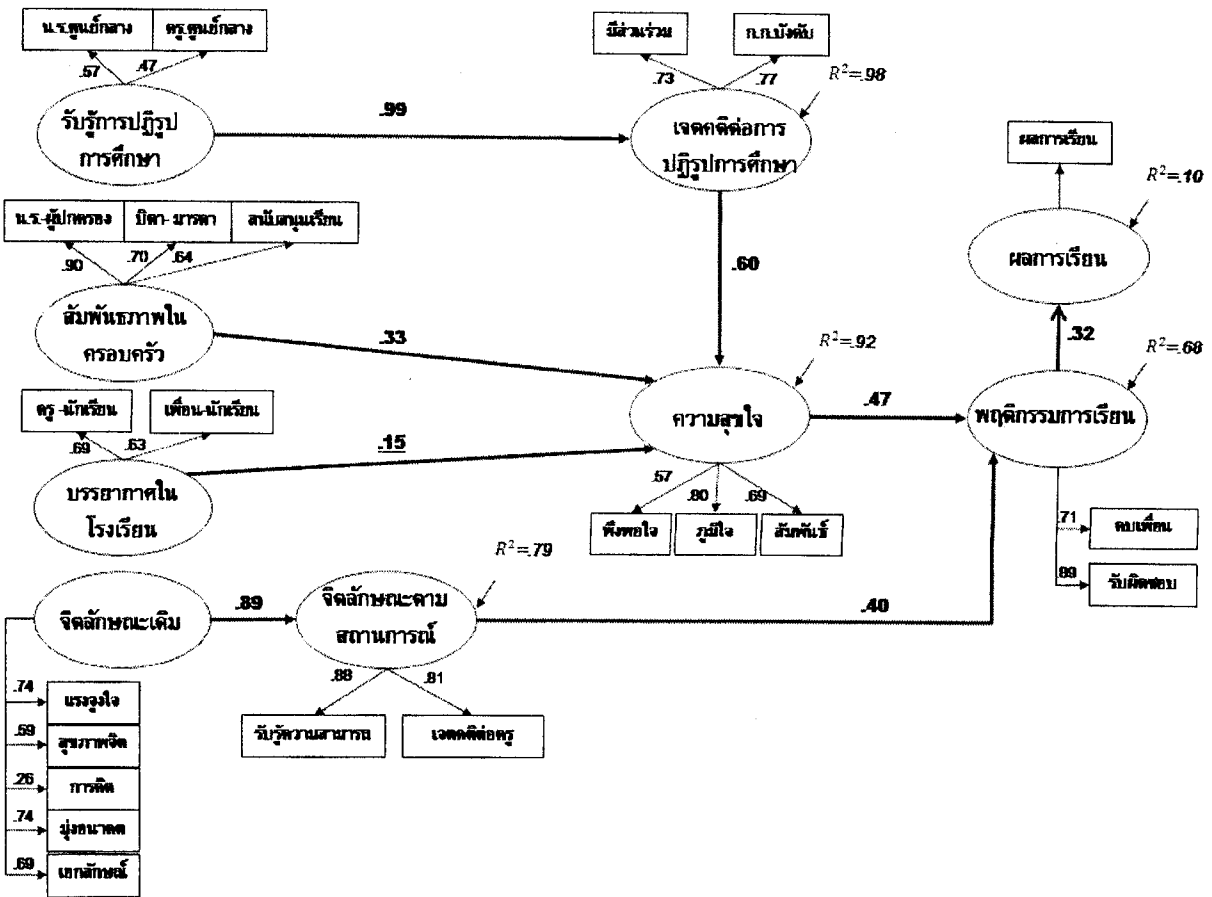 น.ร.ศูนย์กลาง ครู.ศูนย์กลาง
.57 .47
รับรู้การปฏิรูป
การศึกษา
.99
มีส่วนร่วม ก.ก.บังคับ
.73 .77
R²=.98
เจตคติต่อการ
ปฏิรูปการศึกษา
ผลการเรียน
R²=.10
ผลการเรียน
น.ร.-ผู้ปกครอง บิดา-มารดา สนับสนุนเรียน
.90 .70 .64
สัมพันธภาพใน
ครอบครัว
.33
.60
R²=.92
.32
R²=.68
ความสุขใจ
.47
พฤติกรรมการเรียน
ครู-นักเรียน เพื่อน-นักเรียน
.69 .63
บรรยากาศใน
โรงเรียน
.15
.57 .80 .69
พึงพอใจ ภูมิใจ สัมพันธ์
.71 คบเพื่อน
.89 รับผิดชอบ
R²=.79
จิตลักษณะเดิม
.89
จิตลักษณะตาม
สถานการณ์
.40
.88 .81
รับรู้ความสามารถ เจตคติต่อครู
.74 แรงจูงใจ
.59 สุขภาพจิต
.26 การคิด
.74 มุ่งอนาคต
.69 เอกลักษณ์